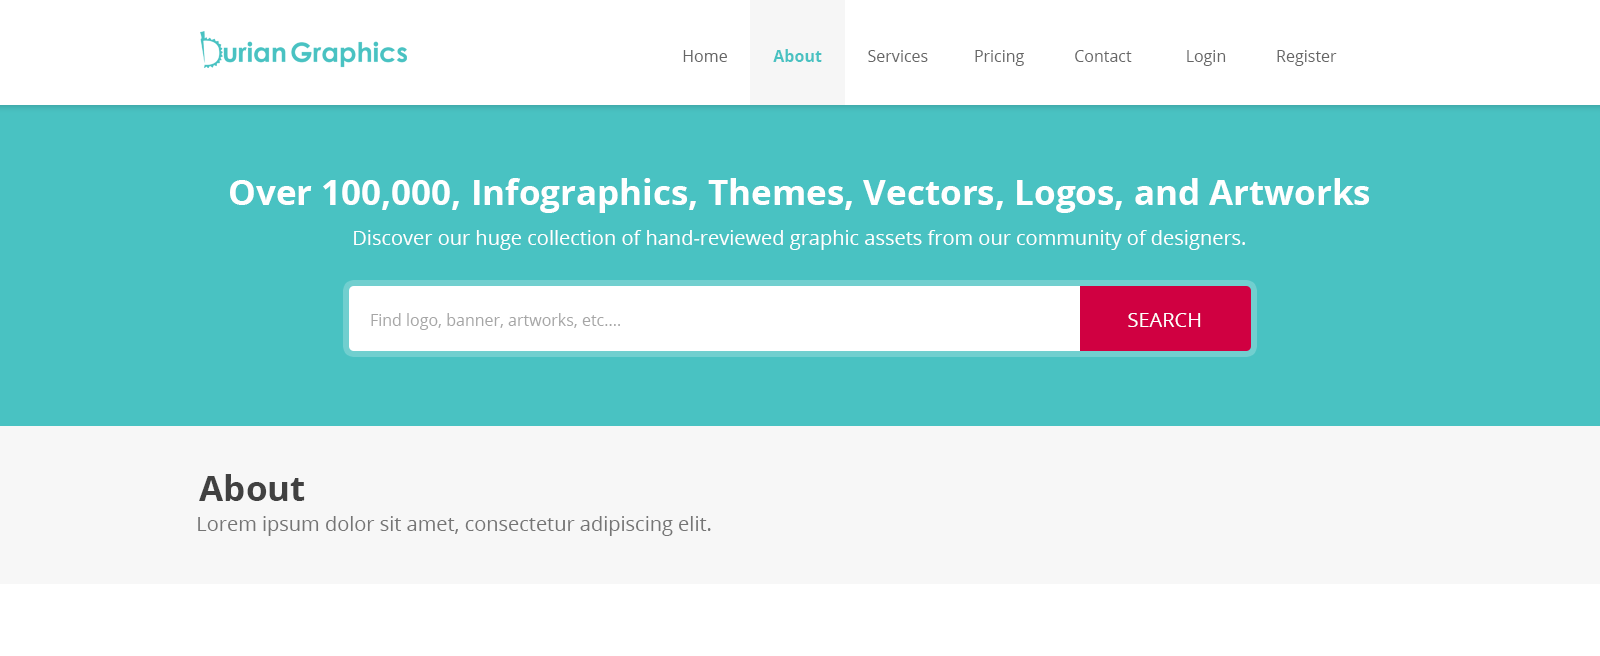 Durian Graphics
Home About Services Pricing Contact Login Register
Over 100,000, Infographics, Themes, Vectors, Logos, and Artworks
Discover our huge collection of hand-reviewed graphic assets from our community of designers.
Find logo, banner, artworks, etc.... SEARCH
About
Lorem ipsum dolor sit amet, consectetur adipiscing elit.